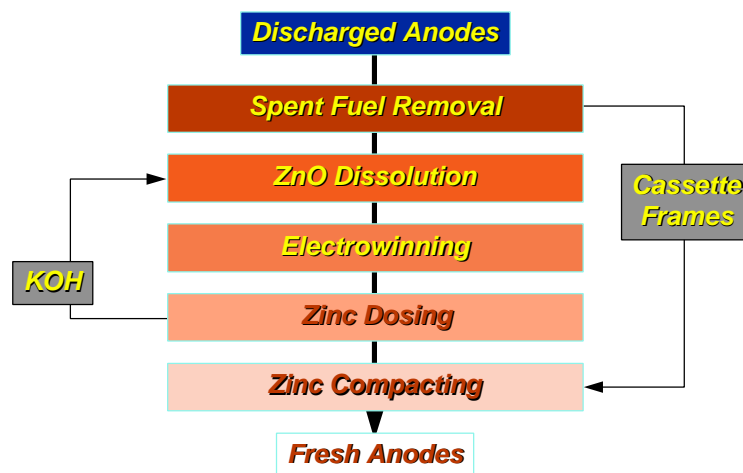 Discharged Anodes
Spent Fuel Removal
ZnO Dissolution
Cassette
Frames
Electrowinning
KOH
Zinc Dosing
Zinc Compacting
Fresh Anodes